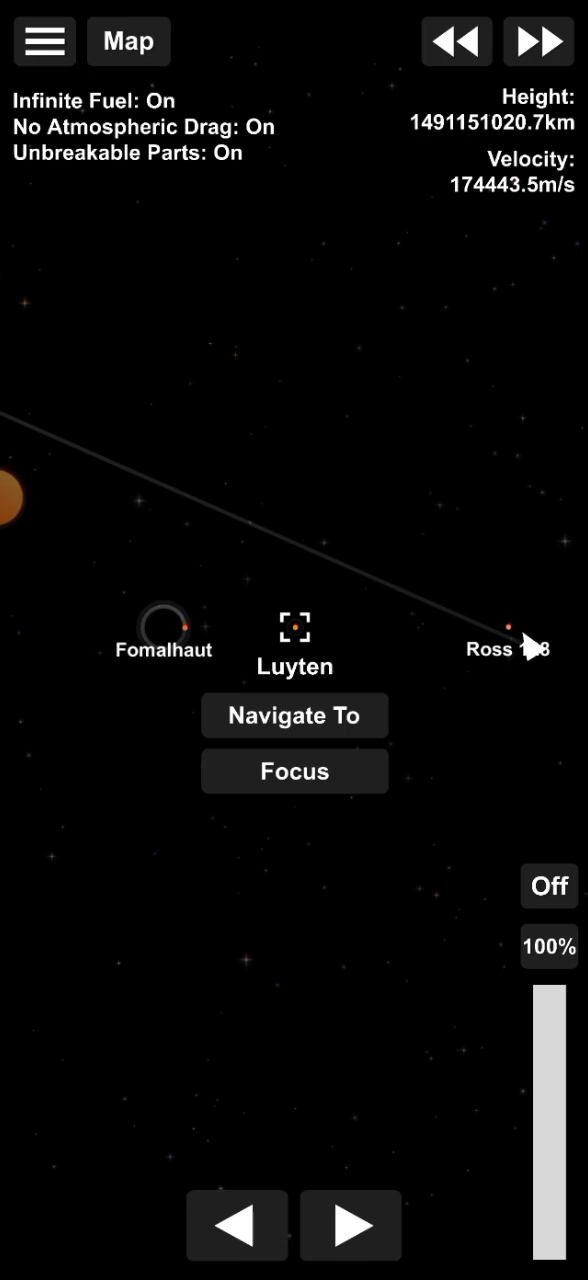 Map
Infinite Fuel: On
No Atmospheric Drag: On
Unbreakable Parts: On
Height:
1491151020.7km
Velocity:
174443.5m/s
Fomalhaut
Luyten
Ross
Navigate To
Focus
Off
100%